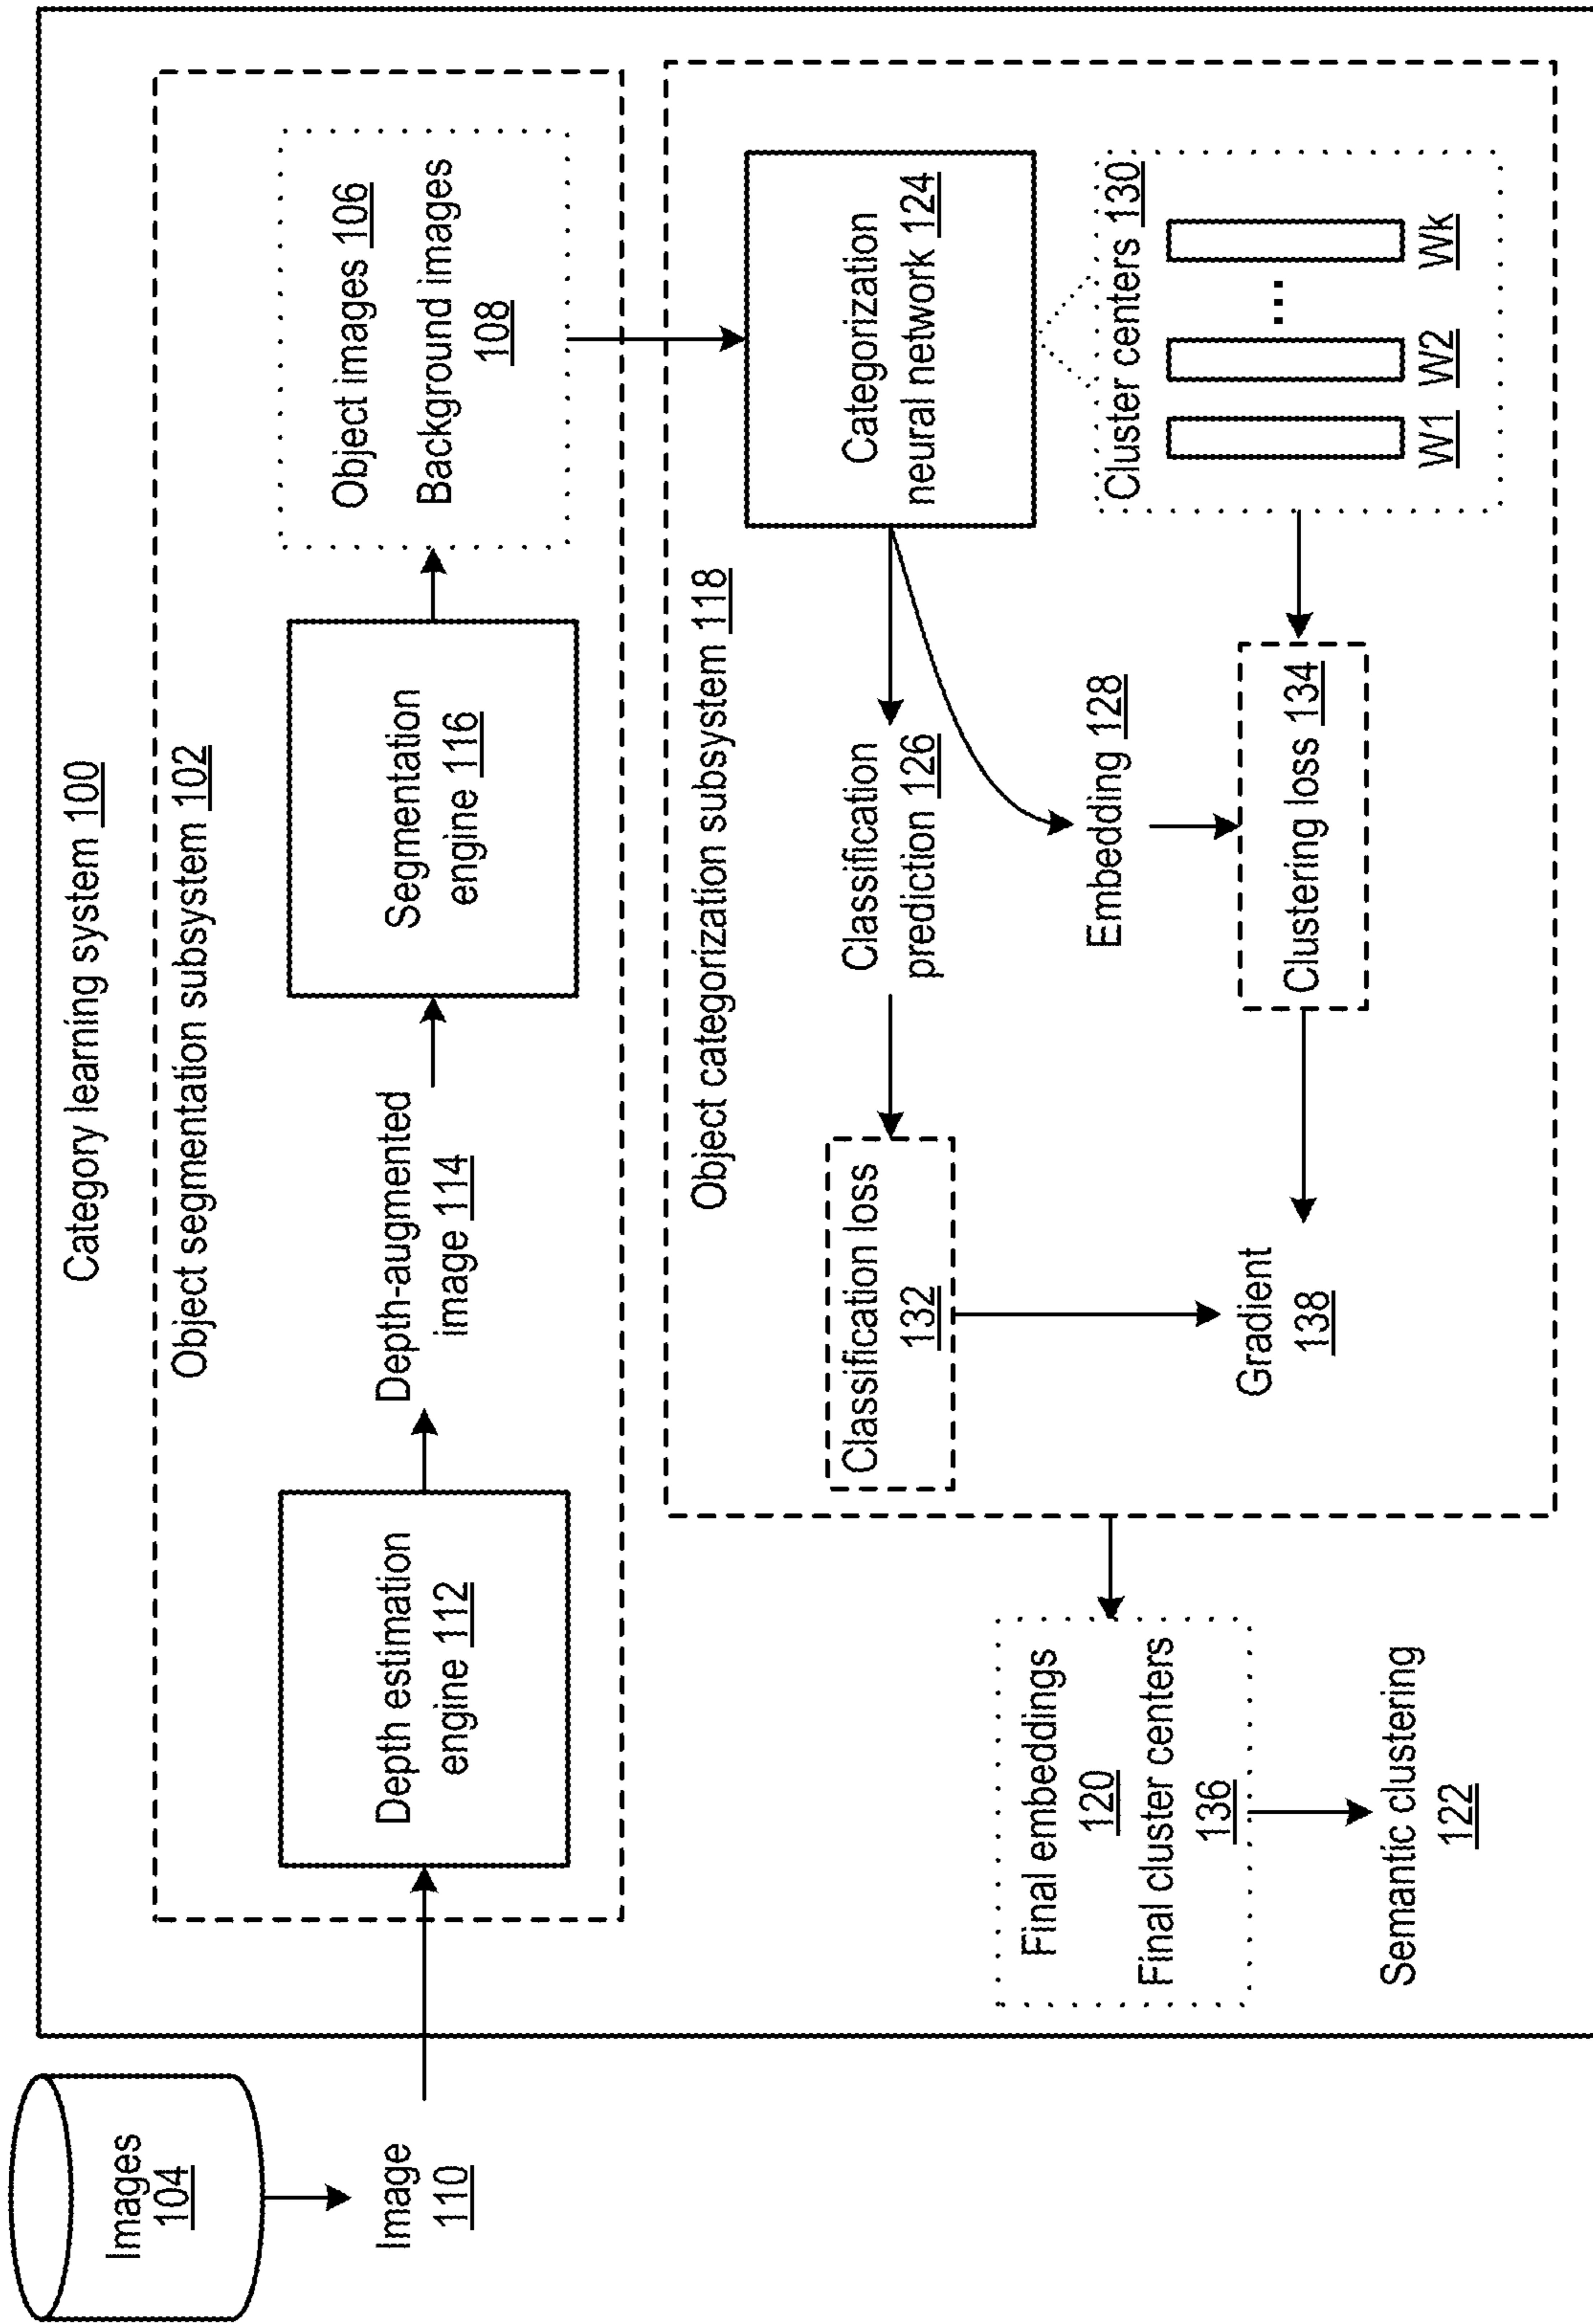 Category learning system 100
Object segmentation subsystem 102
Images
104
Image
110
Depth estimation
engine 112
Depth-augmented
image 114
Segmentation
engine 116
Object images 106
Background images
108
Object categorization subsystem 118
Categorization
neural network 124
Classification
prediction 126
Classification loss
132
Embedding 128
Cluster centers 130
W1
W2
...
Wk
Clustering loss 134
Gradient
138
Final embeddings
120
Final cluster centers
136
Semantic clustering
122